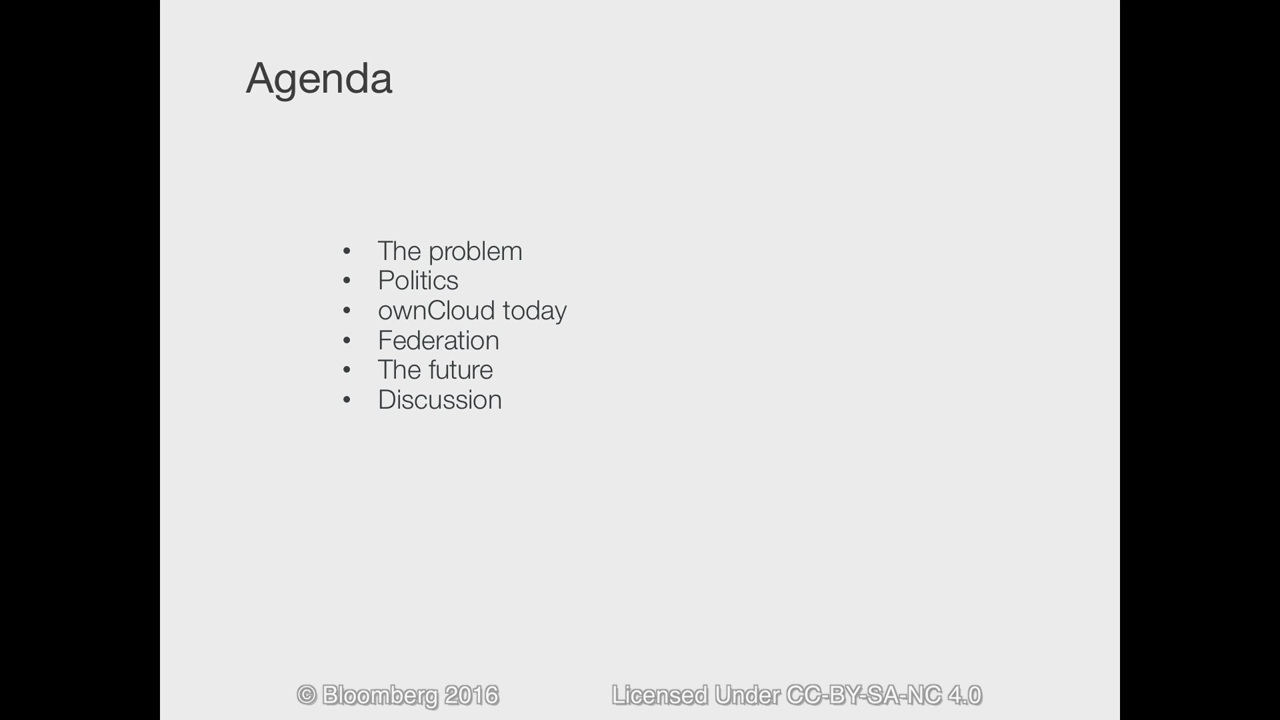 Agenda
• The problem
• Politics
• ownCloud today
• Federation
• The future
• Discussion
© Bloomberg 2016
Licensed Under CC-BY-SA-NC 4.0